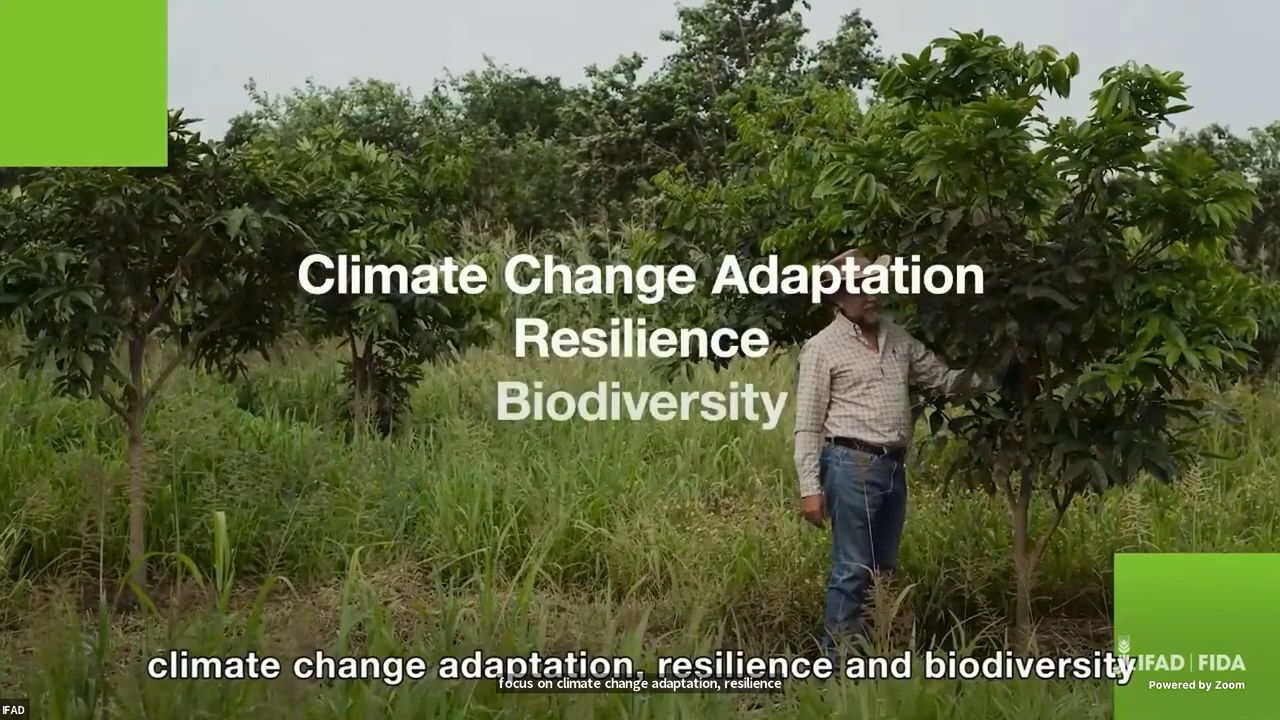 Climate Change Adaptation
Resilience
Biodiversity
climate change adaptation, resilience and biodiversity
focus on climate change adaptation, resilience
IFAD | FIDA
Powered by Zoom
IFAD